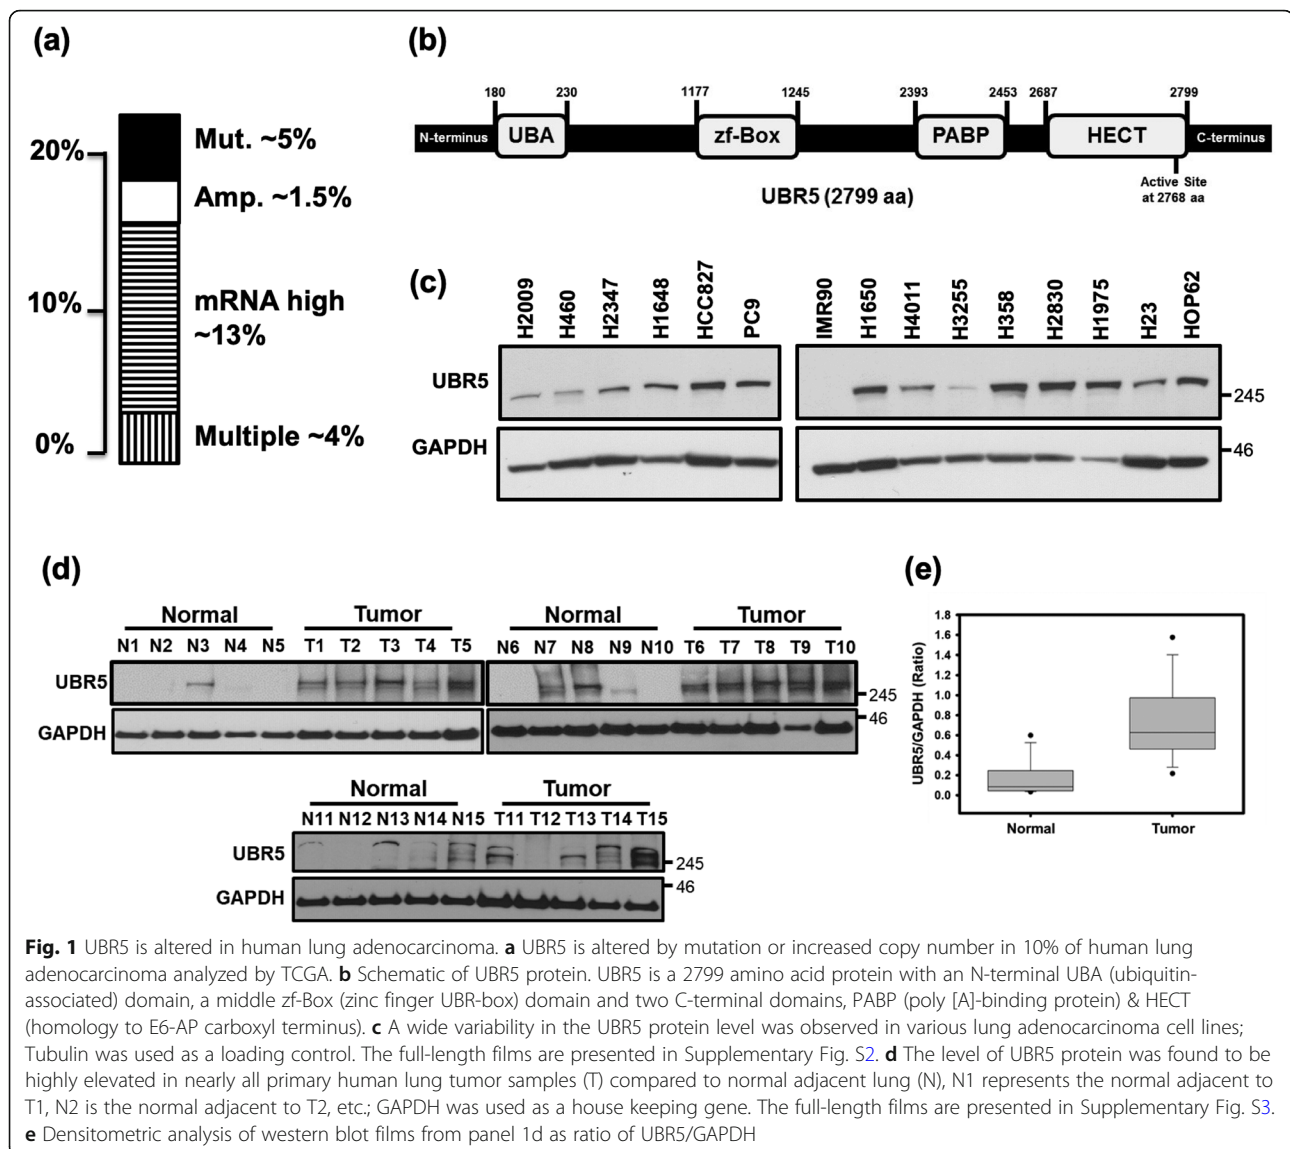 (a)
20%
10%
0%
Mut. ~5%
Amp. ~1.5%
mRNA high
~13%
Multiple ~4%
(b)
180 230 1177 1245 2393 2453 2687 2799
N-terminus UBA zf-Box PABP HECT C-terminus
Active Site
at 2768 aa
UBR5 (2799 aa)
(c)
H2009 H460 H2347 H1648 HCC827 PC9 IMR90 H1650 H4011 H3255 H358 H2830 H1975 H23 HOP62
UBR5
245
GAPDH
46
(d)
Normal Tumor Normal Tumor
N1 N2 N3 N4 N5 T1 T2 T3 T4 T5 N6 N7 N8 N9 N10 T6 T7 T8 T9 T10
UBR5
245
46
GAPDH
Normal Tumor
N11 N12 N13 N14 N15 T11 T12 T13 T14 T15
UBR5
245
46
GAPDH
(e)
UBR5/GAPDH (Ratio)
1.8
1.6
1.4
1.2
1.0
0.8
0.6
0.4
0.2
0.0
Normal Tumor
Fig. 1 UBR5 is altered in human lung adenocarcinoma. a UBR5 is altered by mutation or increased copy number in 10% of human lung
adenocarcinoma analyzed by TCGA. b Schematic of UBR5 protein. UBR5 is a 2799 amino acid protein with an N-terminal UBA (ubiquitin-
associated) domain, a middle zf-Box (zinc finger UBR-box) domain and two C-terminal domains, PABP (poly [A]-binding protein) & HECT
(homology to E6-AP carboxyl terminus). c A wide variability in the UBR5 protein level was observed in various lung adenocarcinoma cell lines;
Tubulin was used as a loading control. The full-length films are presented in Supplementary Fig. S2. d The level of UBR5 protein was found to be
highly elevated in nearly all primary human lung tumor samples (T) compared to normal adjacent lung (N), N1 represents the normal adjacent to
T1, N2 is the normal adjacent to T2, etc.; GAPDH was used as a house keeping gene. The full-length films are presented in Supplementary Fig. S3.
e Densitometric analysis of western blot films from panel 1d as ratio of UBR5/GAPDH